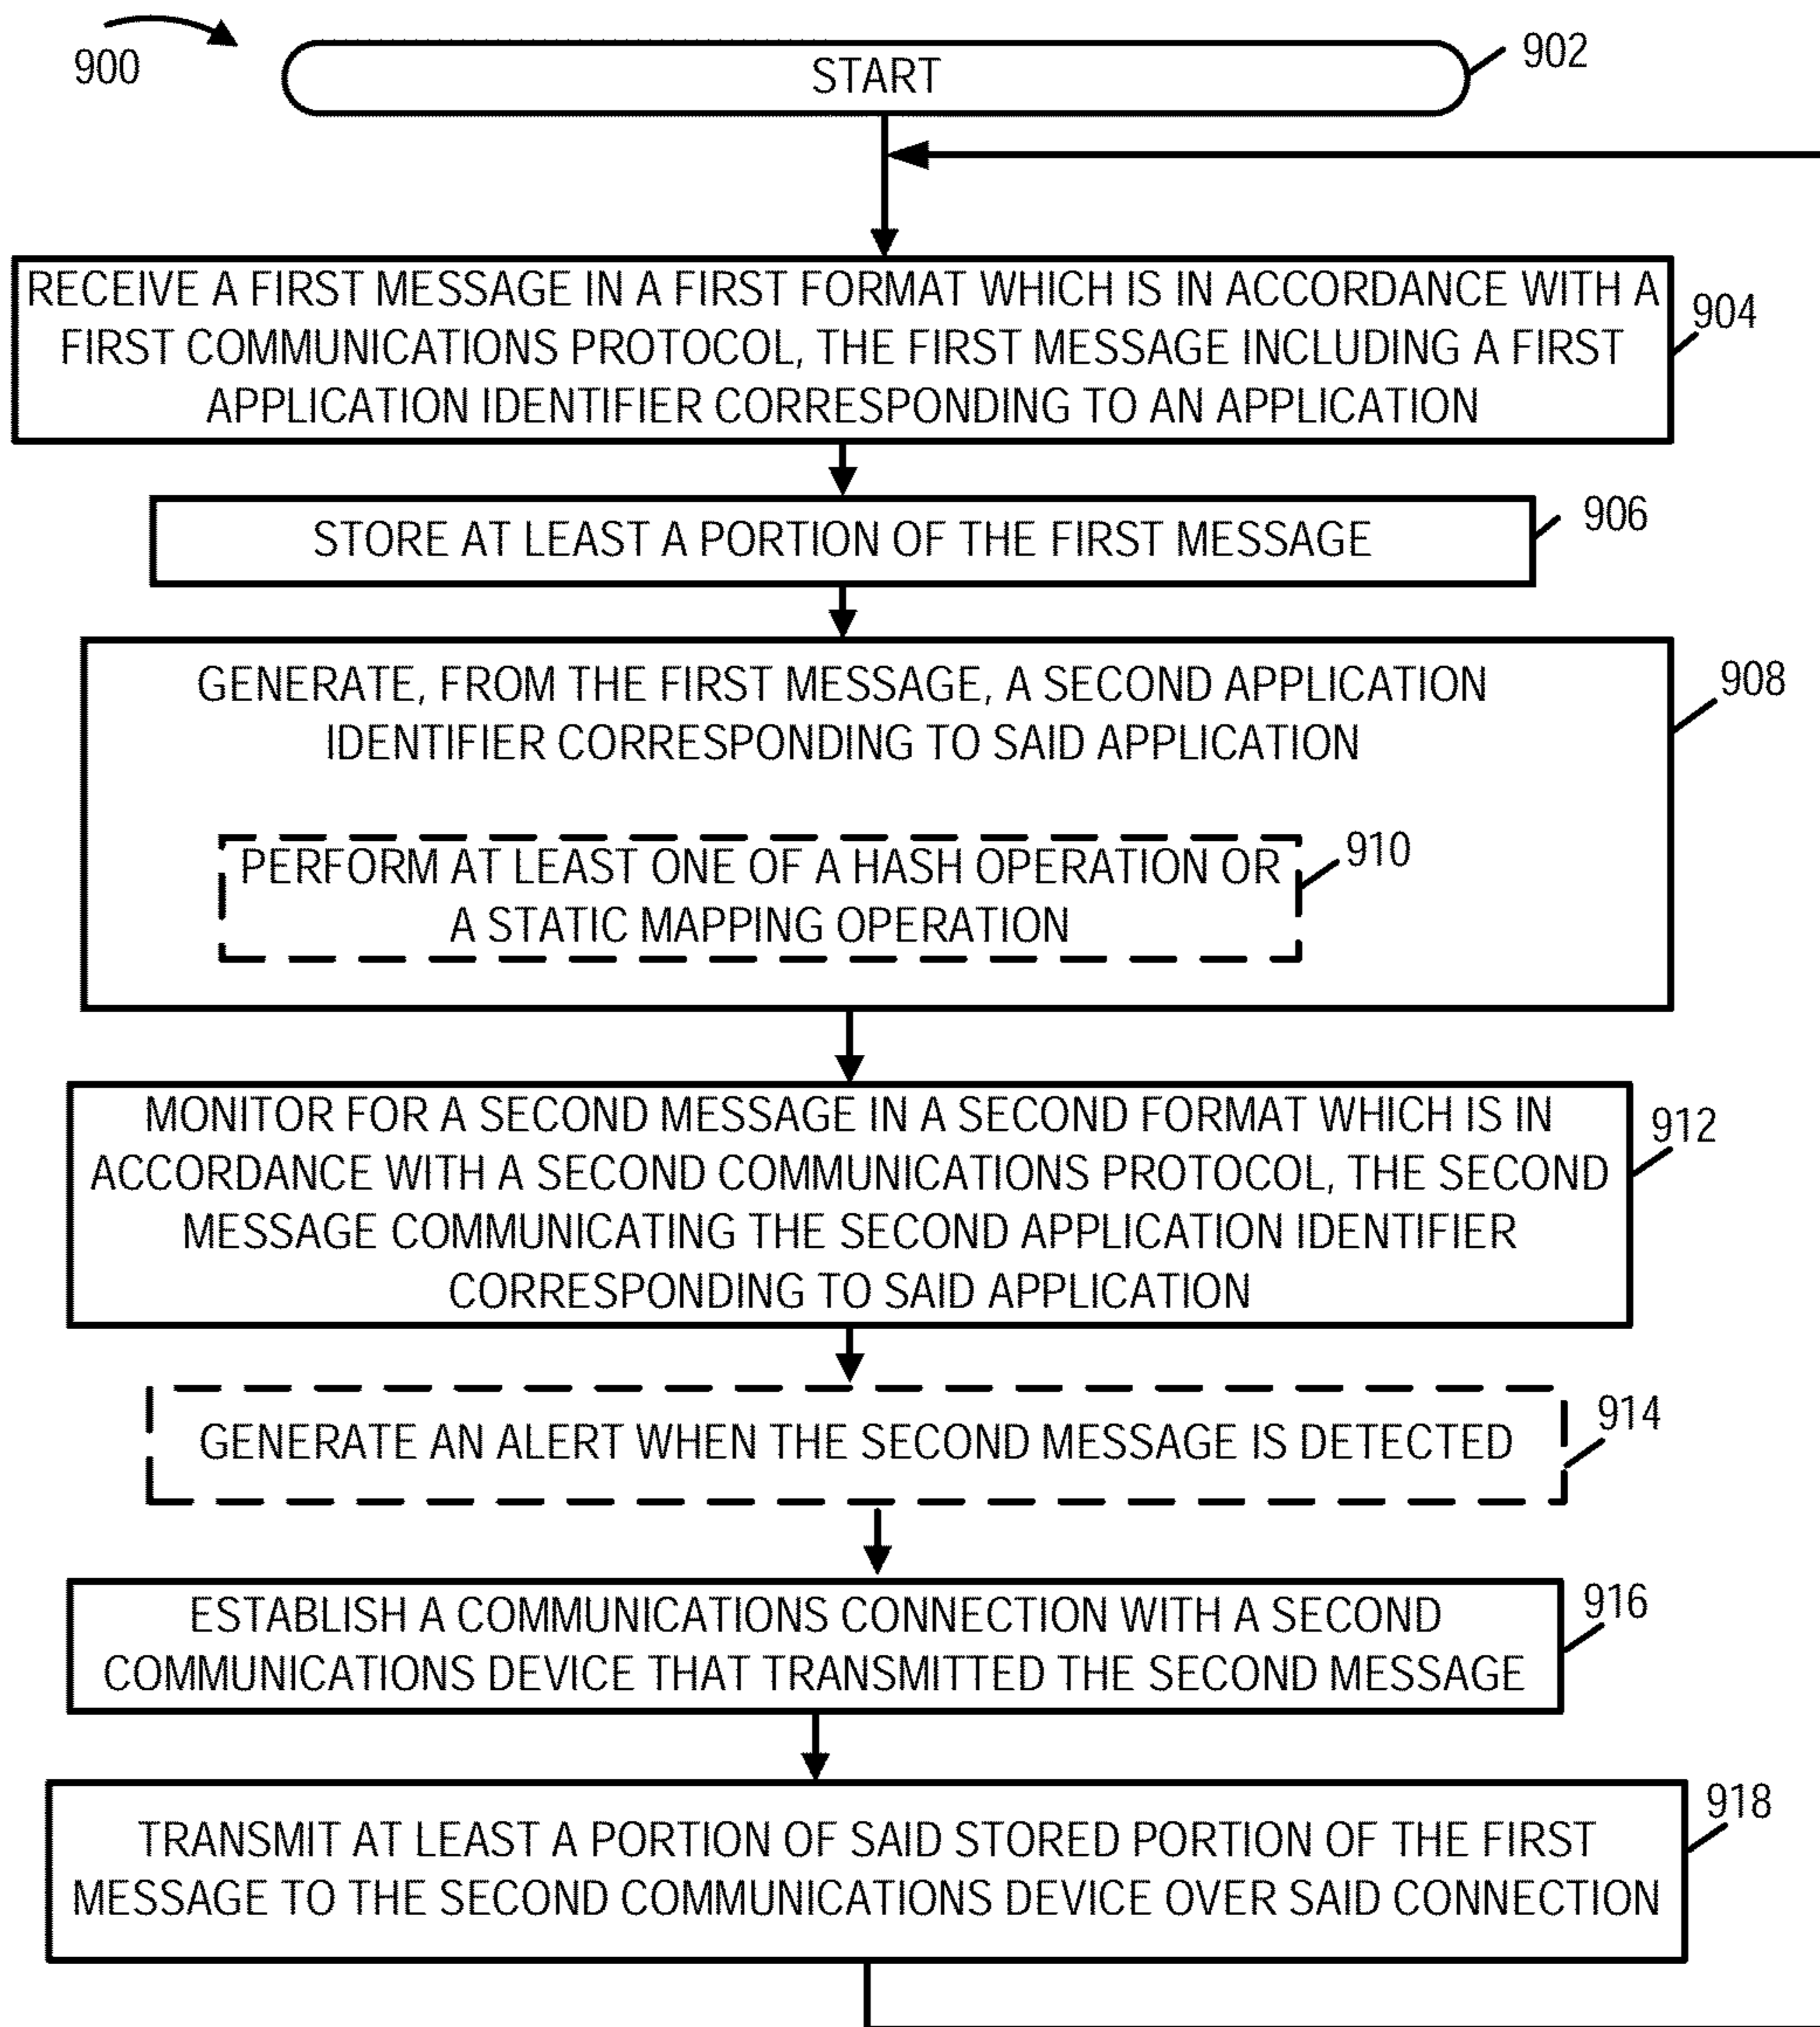 900
START
902
RECEIVE A FIRST MESSAGE IN A FIRST FORMAT WHICH IS IN ACCORDANCE WITH A
FIRST COMMUNICATIONS PROTOCOL, THE FIRST MESSAGE INCLUDING A FIRST
APPLICATION IDENTIFIER CORRESPONDING TO AN APPLICATION
904
STORE AT LEAST A PORTION OF THE FIRST MESSAGE
906
GENERATE, FROM THE FIRST MESSAGE, A SECOND APPLICATION
IDENTIFIER CORRESPONDING TO SAID APPLICATION
908
PERFORM AT LEAST ONE OF A HASH OPERATION OR
A STATIC MAPPING OPERATION
910
MONITOR FOR A SECOND MESSAGE IN A SECOND FORMAT WHICH IS IN
ACCORDANCE WITH A SECOND COMMUNICATIONS PROTOCOL, THE SECOND
MESSAGE COMMUNICATING THE SECOND APPLICATION IDENTIFIER
CORRESPONDING TO SAID APPLICATION
912
GENERATE AN ALERT WHEN THE SECOND MESSAGE IS DETECTED
914
ESTABLISH A COMMUNICATIONS CONNECTION WITH A SECOND
COMMUNICATIONS DEVICE THAT TRANSMITTED THE SECOND MESSAGE
916
TRANSMIT AT LEAST A PORTION OF SAID STORED PORTION OF THE FIRST
MESSAGE TO THE SECOND COMMUNICATIONS DEVICE OVER SAID CONNECTION
918